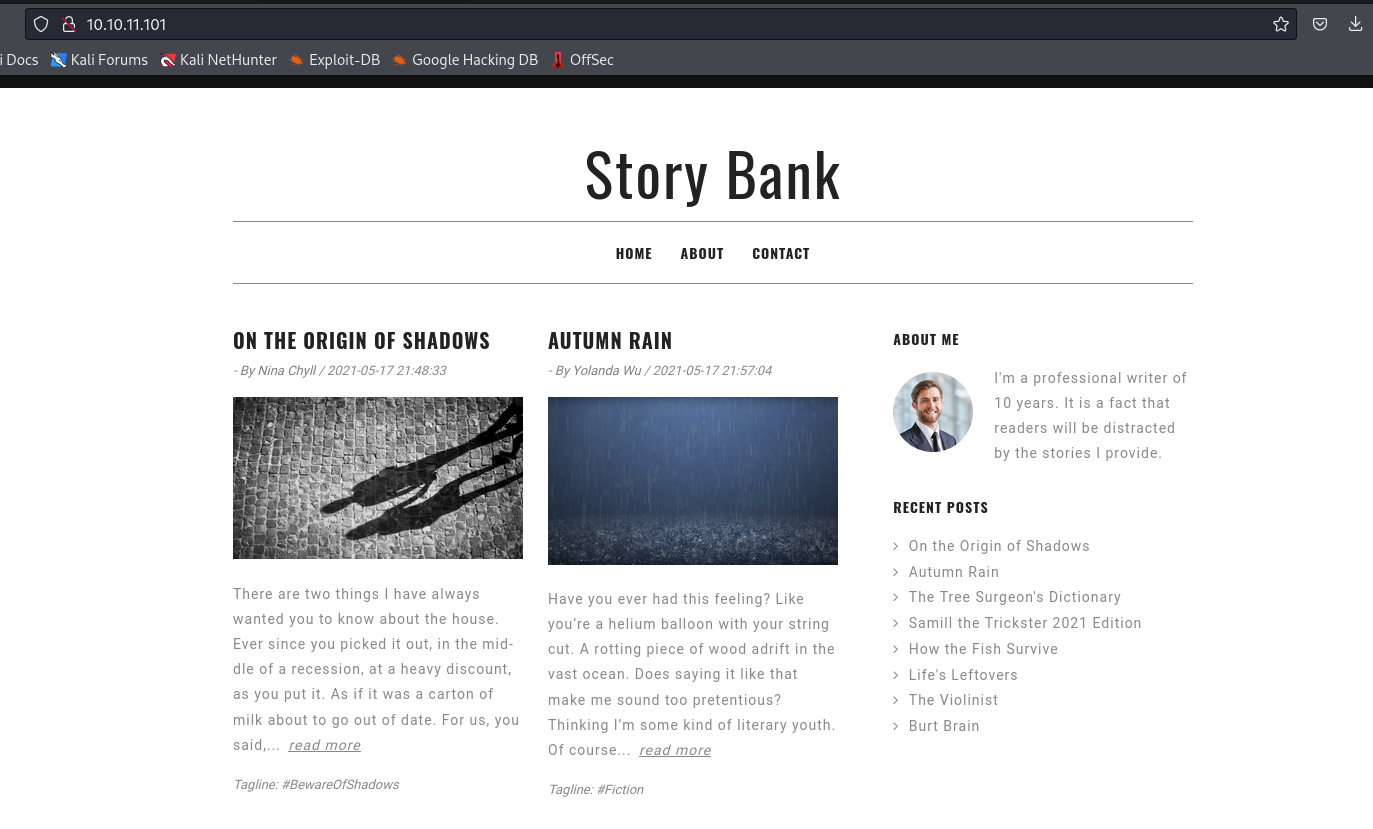 10.10.11.101
i Docs Kali Forums Kali NetHunter Exploit-DB Google Hacking DB OffSec
Story Bank
HOME ABOUT CONTACT
ON THE ORIGIN OF SHADOWS
- By Nina Chyll / 2021-05-17 21:48:33
There are two things I have always
wanted you to know about the house.
Ever since you picked it out, in the mid-
dle of a recession, at a heavy discount,
as you put it. As if it was a carton of
milk about to go out of date. For us, you
said,... read more
Tagline: #BewareOfShadows
AUTUMN RAIN
- By Yolanda Wu / 2021-05-17 21:57:04
Have you ever had this feeling? Like
you’re a helium balloon with your string
cut. A rotting piece of wood adrift in the
vast ocean. Does saying it like that
make me sound too pretentious?
Thinking I’m some kind of literary youth.
Of course... read more
Tagline: #Fiction
ABOUT ME
I'm a professional writer of
10 years. It is a fact that
readers will be distracted
by the stories I provide.
RECENT POSTS
On the Origin of Shadows
Autumn Rain
The Tree Surgeon's Dictionary
Samill the Trickster 2021 Edition
How the Fish Survive
Life's Leftovers
The Violinist
Burt Brain